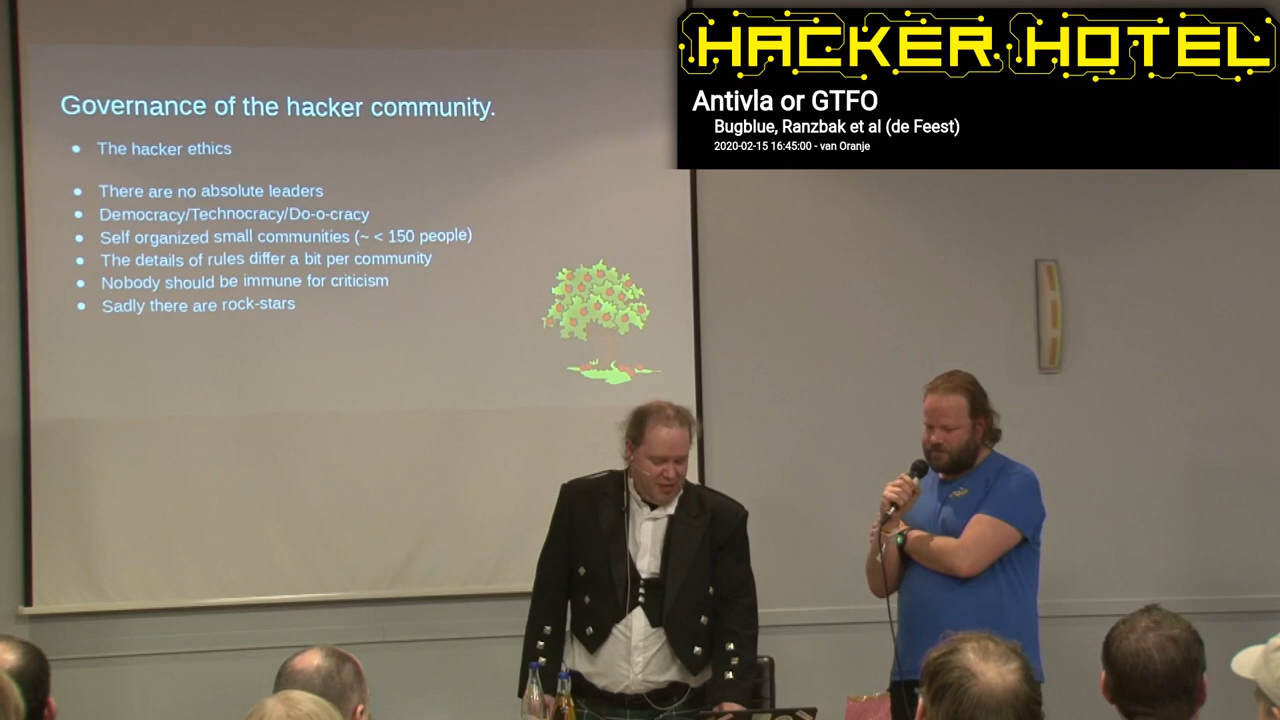 HACKER HOTEL
Antivla or GTFO
Bugblue, Ranzbak et al (de Feest)
2020-02-15 16:45:00 - van Oranje
Governance of the hacker community.
The hacker ethics
There are no absolute leaders
Democracy/Technocracy/Do-o-cracy
Self organized small communities (~ < 150 people)
The details of rules differ a bit per community
Nobody should be immune for criticism
Sadly there are rock-stars